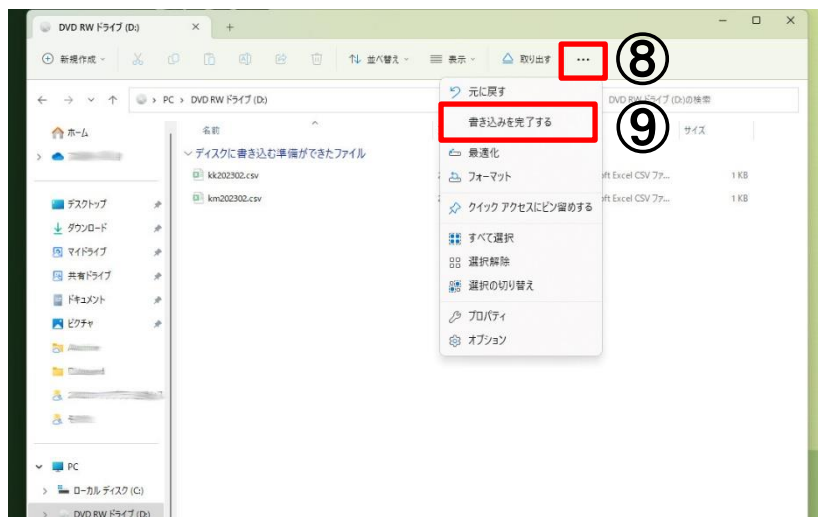 DVD RW ドライブ (D:)
新規作成
並べ替え
表示
取り出す
⑧
PC > DVD RW ドライブ (D:)
DVD RW ドライブ (D:)の検索
元に戻す
書き込みを完了する
⑨
最適化
フォーマット
クイック アクセスにピン留めする
すべて選択
選択解除
選択の切り替え
プロパティ
オプション
名前
サイズ
ディスクに書き込む準備ができたファイル
kk202302.csv
ft Excel CSV ファ...
1 KB
km202302.csv
ft Excel CSV ファ...
1 KB
ホーム
デスクトップ
ダウンロード
マイドライブ
共有ドライブ
ドキュメント
ピクチャ
PC
ローカル ディスク (C:)
DVD RW ドライブ (D:)